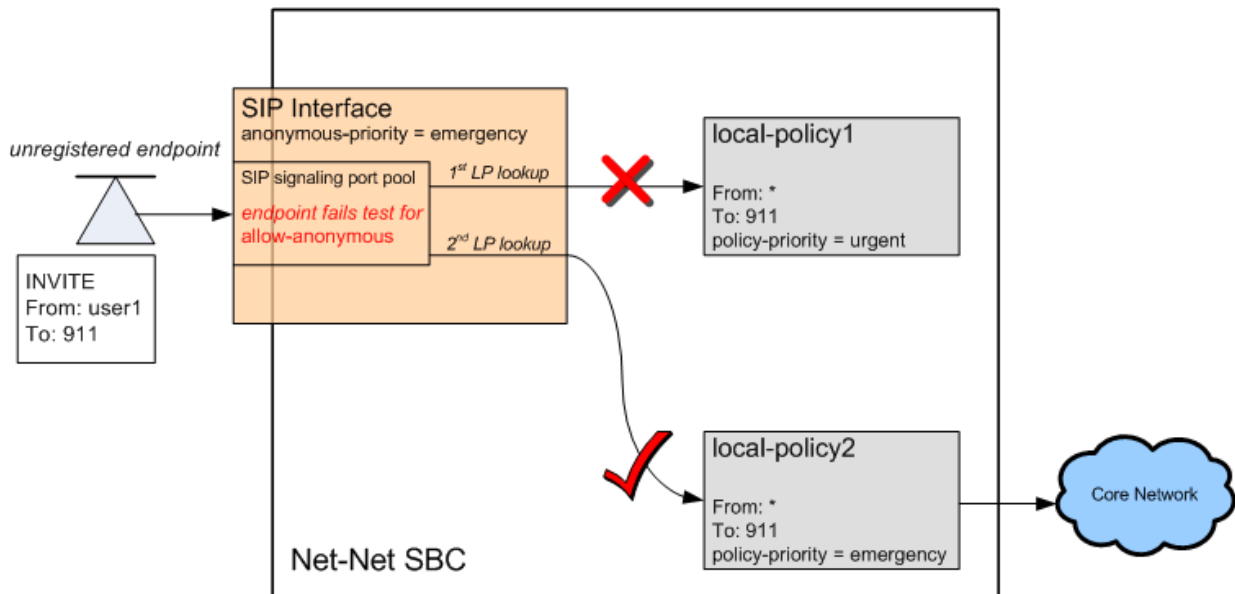 unregistered endpoint
INVITE
From: user1
To: 911
SIP Interface
anonymous-priority = emergency
SIP signaling port pool
endpoint fails test for
allow-anonymous
1st LP lookup
2nd LP lookup
local-policy1
From: *
To: 911
policy-priority = urgent
local-policy2
From: *
To: 911
policy-priority = emergency
Core Network
Net-Net SBC